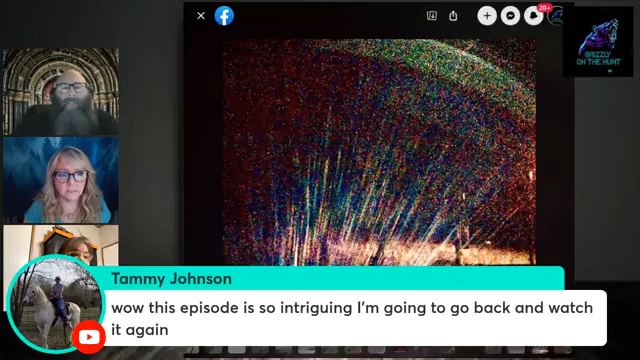 20+
GRIZZLY
ON THE HUNT
Tammy Johnson
wow this episode is so intriguing I'm going to go back and watch
it again